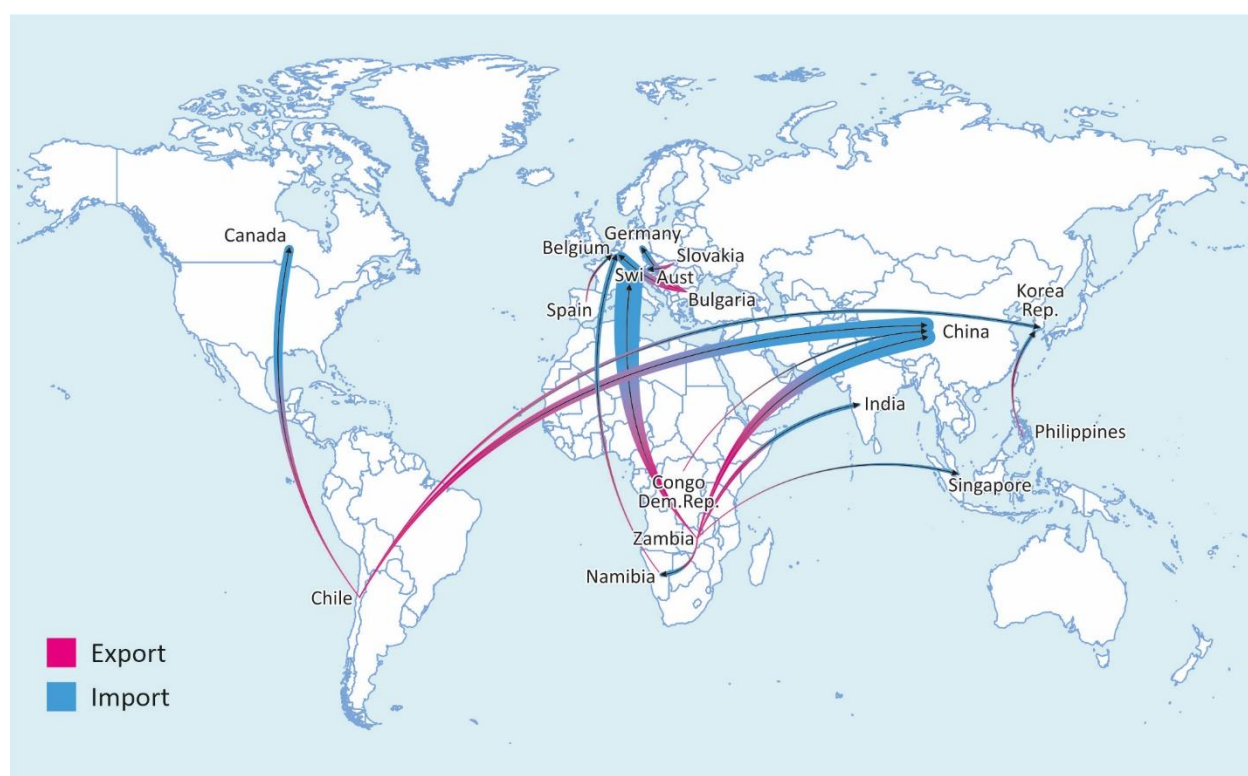 Canada
Germany
Belgium
Slovakia
Swi
Aust
Spain
Bulgaria
Korea
Rep.
China
India
Philippines
Congo
Dem.Rep.
Singapore
Zambia
Namibia
Chile
Export
Import